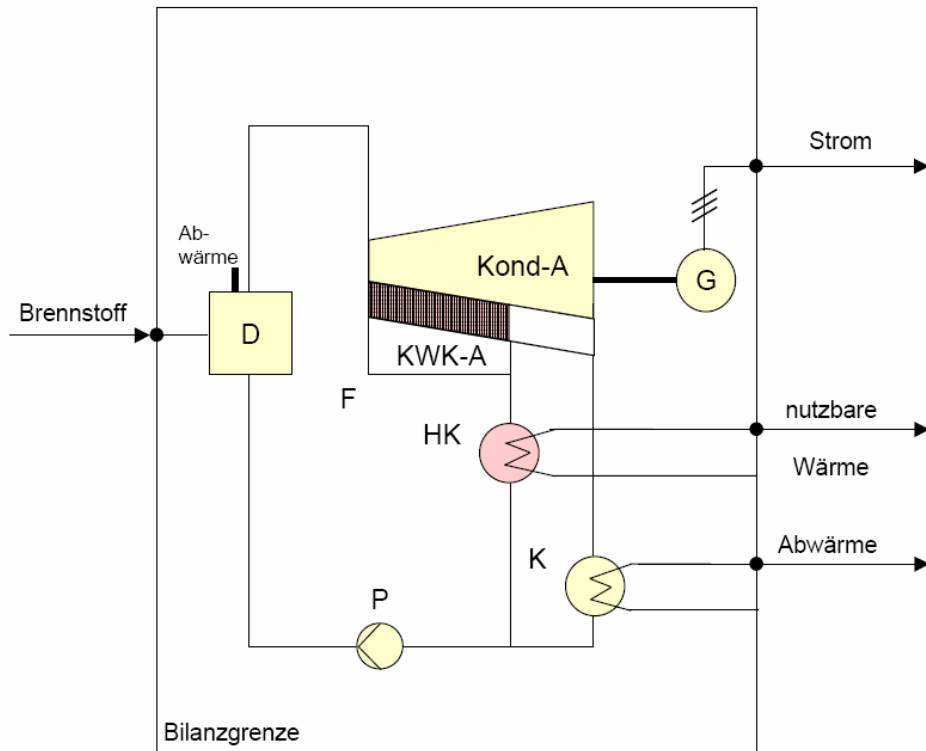 Strom
Ab-
wärme
Kond-A
G
Brennstoff
D
KWK-A
F
nutzbare
HK
Wärme
Abwärme
K
P
Bilanzgrenze